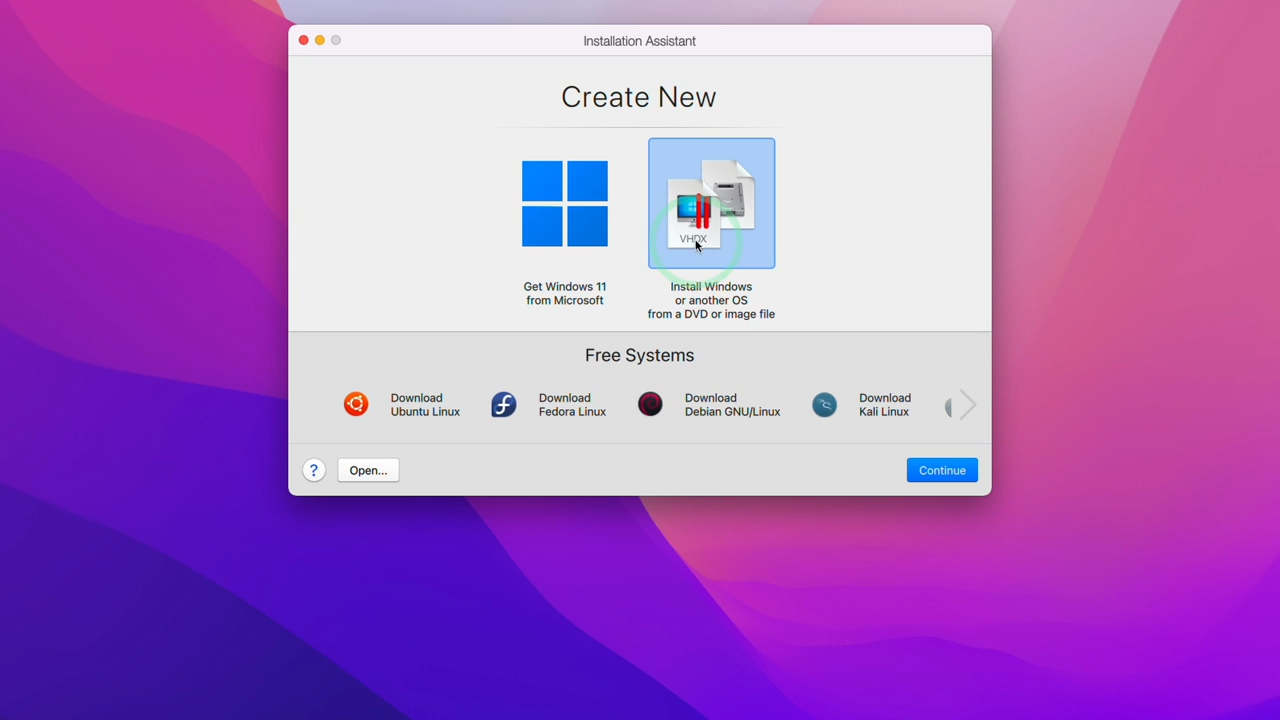 Installation Assistant
Create New
VHDX
Get Windows 11
from Microsoft
Install Windows
or another OS
from a DVD or image file
Free Systems
Download
Ubuntu Linux
Download
Fedora Linux
Download
Debian GNU/Linux
Download
Kali Linux
?
Open...
Continue